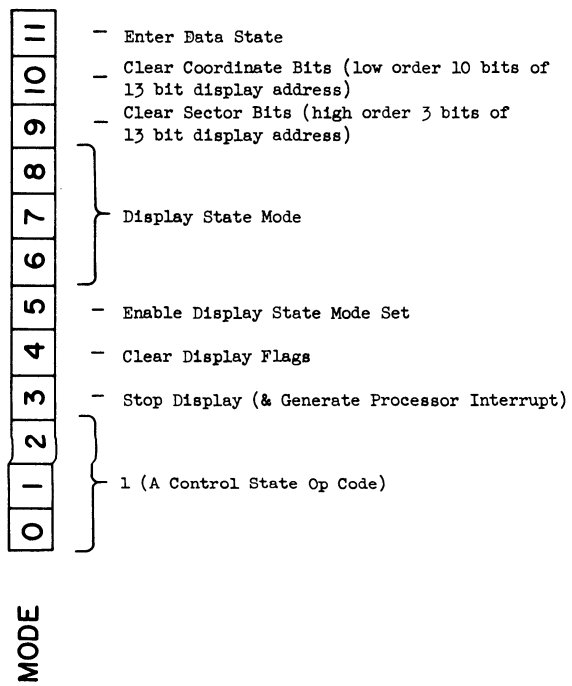 11 – Enter Data State
10 – Clear Coordinate Bits (low order 10 bits of
13 bit display address)
9 – Clear Sector Bits (high order 3 bits of
13 bit display address)
8
7 Display State Mode
6
5 – Enable Display State Mode Set
4 – Clear Display Flags
3 – Stop Display (& Generate Processor Interrupt)
2
1 1 (A Control State Op Code)
0
MODE